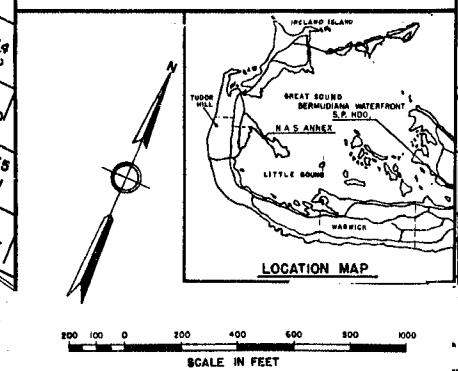 N
IRELAND ISLAND
TUDOR
HILL
GREAT SOUND
BERMUDIANA WATERFRONT
S.P. HDQ.
N A S ANNEX
LITTLE SOUND
WARWICK
LOCATION MAP
200 100 0 200 400 600 800 1000
SCALE IN FEET